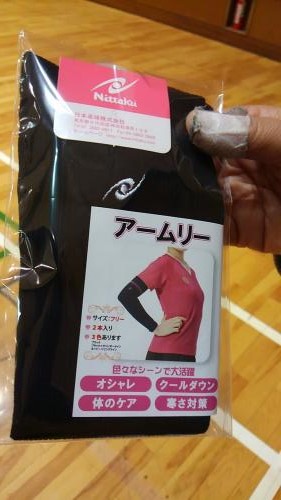 Nittaku
日本卓球株式会社
アームリー
サイズ/フリー
2本入り
3色あります
色々なシーンで大活躍
オシャレ
クールダウン
体のケア
寒さ対策